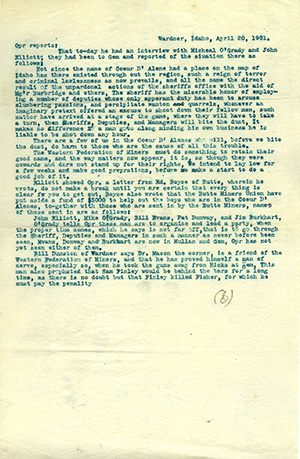 Wardner, Idaho, April 29, 1901.
Opr reports:
That to-day he had an interview with Micheal O'Grady and John
Elliott; they had been to Gem and reported of the situation there as
follows:
Not since the name of Coeur D' Alene had a place on the map of
Idaho has there existed through out the region, such a reign of terror
and criminal lawlessness as now prevails, and all the same the direct
result of the unpardonal actions of the sheriffs office with the aid of
Mgr Burbridge and others, The sheriff has the miserable honor of employ-
ing a number of deputies whose only apparent duty has been to give their
slumbering passions, and persignative wanton and quarrels, whenever an
imaginary pretext offered an excuse to shoot down their fellow men, such
matter have arrived at a stage of the game, where they will have to take
a turn, then Sheriffs, Deputies, and Managers will bite the dust, it
makes no difference if a man goes along minding his own business he is
liable to be shot down any hour.
There are many of us in the Coeur D' Alenes who will, before we bite
the dust, do harm to those who are the cause of all this trouble.
The Western Federation of Miners must do something to retain their
good name, and the way matters now appear, it is, as though they were
cowards and dare not stand up for their rights, We intend to lay low for
a few weeks and make good preparations, before we make a start to do a
good job of it.
Elliott showed Opr, a letter from Ed, Boyce of Butte, wherein he
wrote, do not make a break until you are certain that every thing is
clear fr you to get out, Boyce also wrote that the Butte Miners Union have
put aside a fund of $5000 to help out the boys who are in the Coeur D'
Alenes, to-gether with those who are sent by the Butte Miners, names
of those sent in are as follows:
John Elliott, Mike O'Grady, Bill Evans, Pat Dunway, and Jim Burkhart,
O'Grady tells Opr these men are to organize and lead a party, when
the proper time comes, which he says is not far off, that is to go through
the Sheriff, Deputies and Managers in such a manner as never before been
seen, Evans, Dunway and Burkhart are now in Mullan and Gem, Opr has not
yet seen either of them.
Bill Dunston of Wardner says Dr. Mason the corner, is a friend of the
Western Federation of Miners, and that he has proved himself a man of
nerve, especially so, when he took the guns away from Hicks at Gem, This
man also prophused that Sam Finley would be behind the bars for a long
time, as there is no doubt but that Finley killed Fisher, for which he
must pay the penality